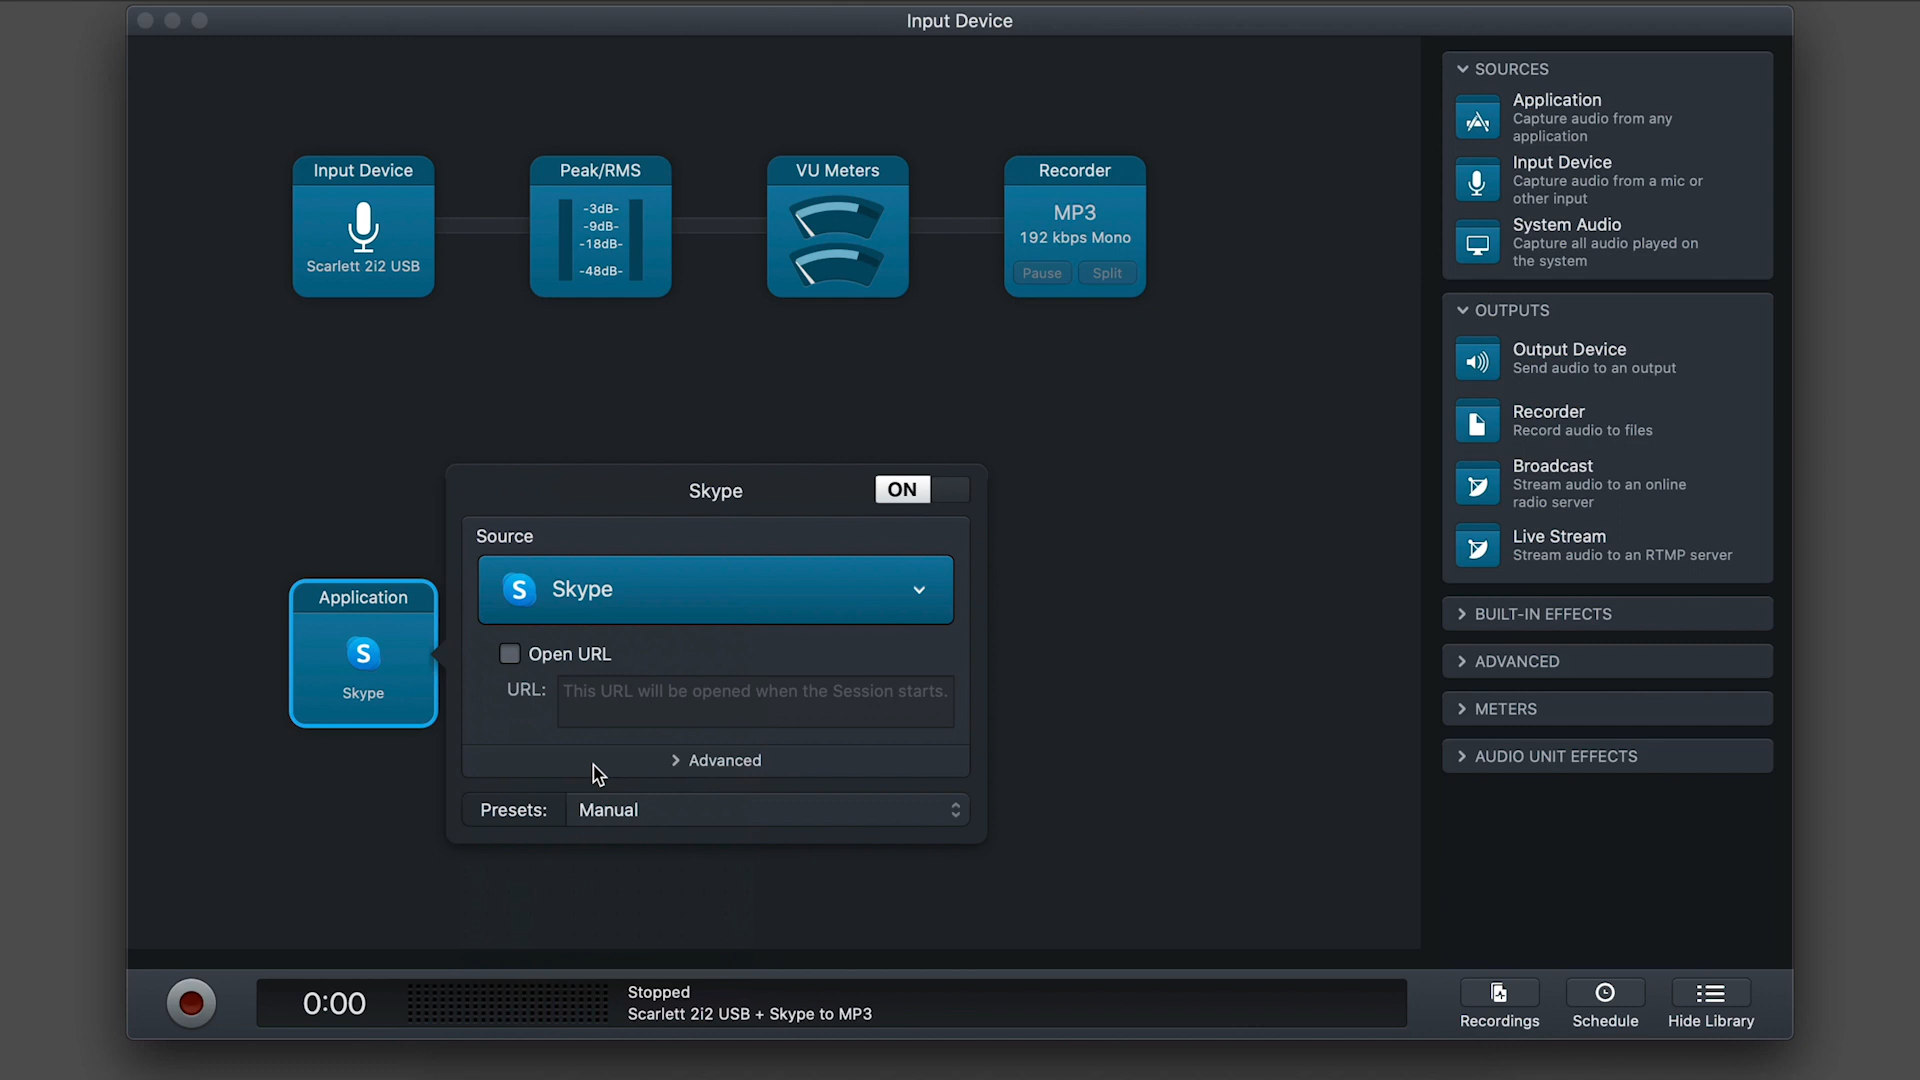 Input Device
Input Device
Scarlett 2i2 USB
Peak/RMS
-3dB-
-9dB-
-18dB-
-48dB-
VU Meters
Recorder
MP3
192 kbps Mono
Pause
Split
Application
S
Skype
Skype
ON
Source
S
Skype
Open URL
URL:
This URL will be opened when the Session starts.
Advanced
Presets:
Manual
SOURCES
Application
Capture audio from any
application
Input Device
Capture audio from a mic or
other input
System Audio
Capture all audio played on
the system
OUTPUTS
Output Device
Send audio to an output
Recorder
Record audio to files
Broadcast
Stream audio to an online
radio server
Live Stream
Stream audio to an RTMP server
BUILT-IN EFFECTS
ADVANCED
METERS
AUDIO UNIT EFFECTS
0:00
Stopped
Scarlett 2i2 USB + Skype to MP3
Recordings
Schedule
Hide Library